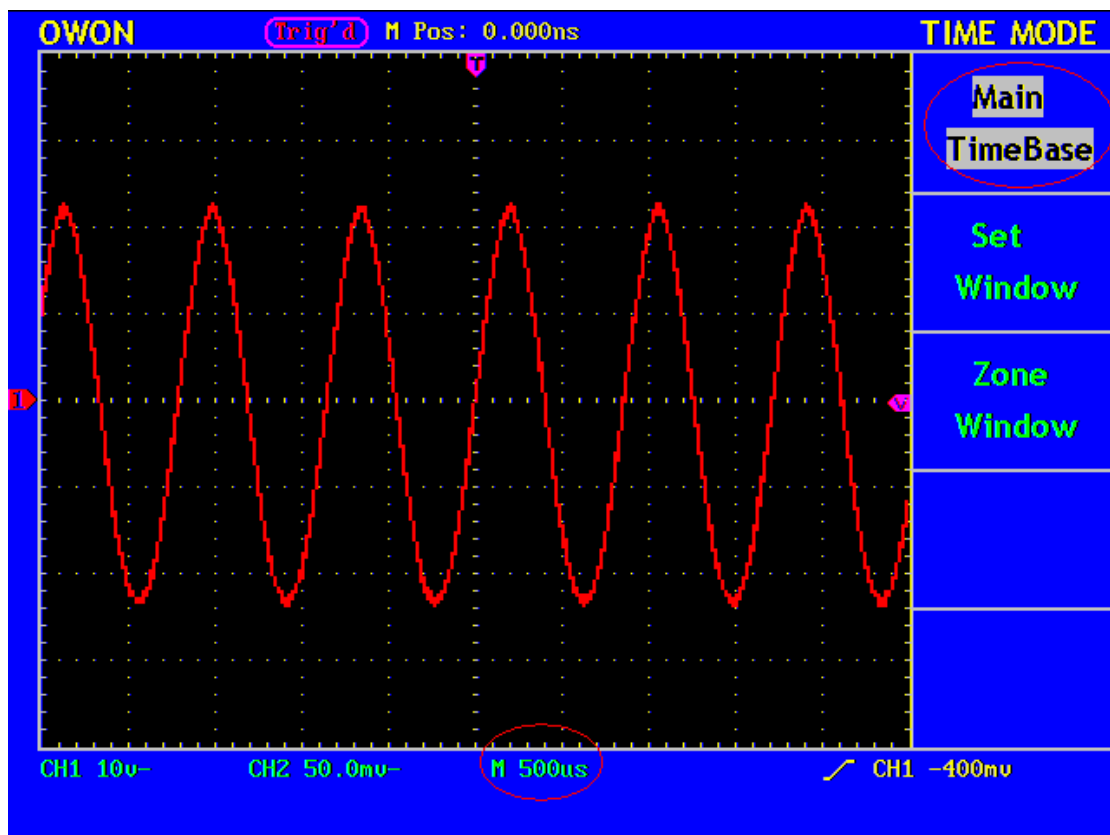 OWON Trig'd M Pos: 0.000ns TIME MODE
T
Main
TimeBase
Set
Window
Zone
Window
1
V
CH1 10v- CH2 50.0mv- M 500us CH1 -400mv